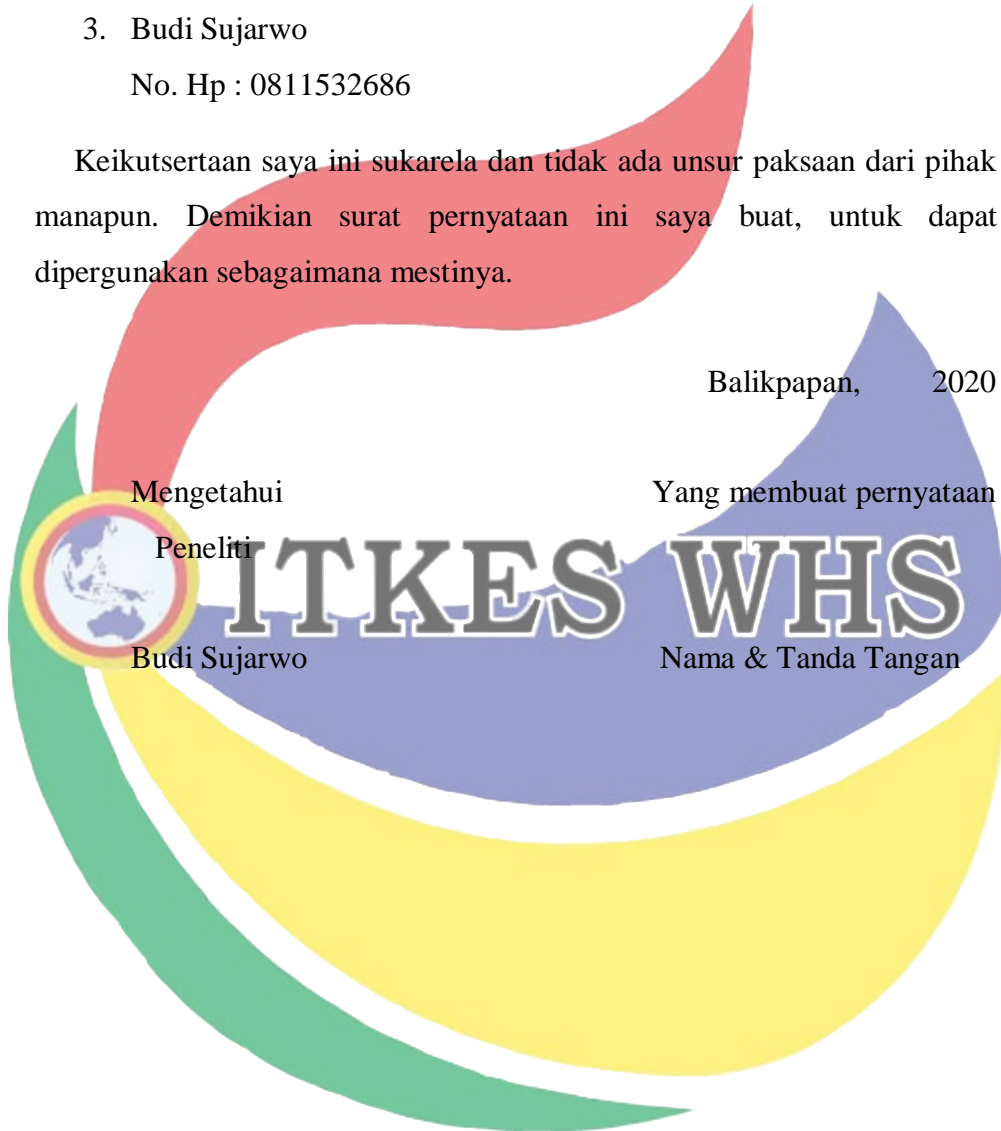 3. Budi Sujarwo
No. Hp : 0811532686
Keikutsertaan saya ini sukarela dan tidak ada unsur paksaan dari pihak
manapun. Demikian surat pernyataan ini saya buat, untuk dapat
dipergunakan sebagaimana mestinya.
Balikpapan, 2020
Mengetahui Yang membuat pernyataan
Peneliti
ITKES WHS
Budi Sujarwo Nama & Tanda Tangan